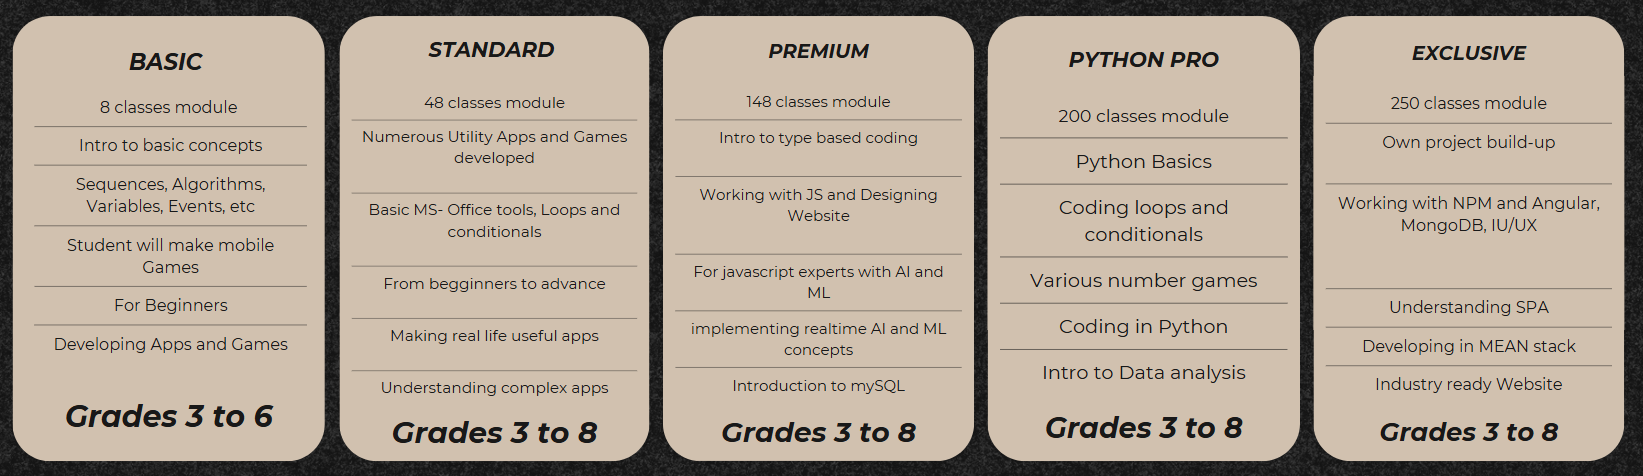 BASIC
8 classes module
Intro to basic concepts
Sequences, Algorithms,
Variables, Events, etc
Student will make mobile
Games
For Beginners
Developing Apps and Games
Grades 3 to 6
STANDARD
48 classes module
Numerous Utility Apps and Games
developed
Basic MS- Office tools, Loops and
conditionals
From begginners to advance
Making real life useful apps
Understanding complex apps
Grades 3 to 8
PREMIUM
148 classes module
Intro to type based coding
Working with JS and Designing
Website
For javascript experts with AI and
ML
implementing realtime AI and ML
concepts
Introduction to mySQL
Grades 3 to 8
PYTHON PRO
200 classes module
Python Basics
Coding loops and
conditionals
Various number games
Coding in Python
Intro to Data analysis
Grades 3 to 8
EXCLUSIVE
250 classes module
Own project build-up
Working with NPM and Angular,
MongoDB, IU/UX
Understanding SPA
Developing in MEAN stack
Industry ready Website
Grades 3 to 8